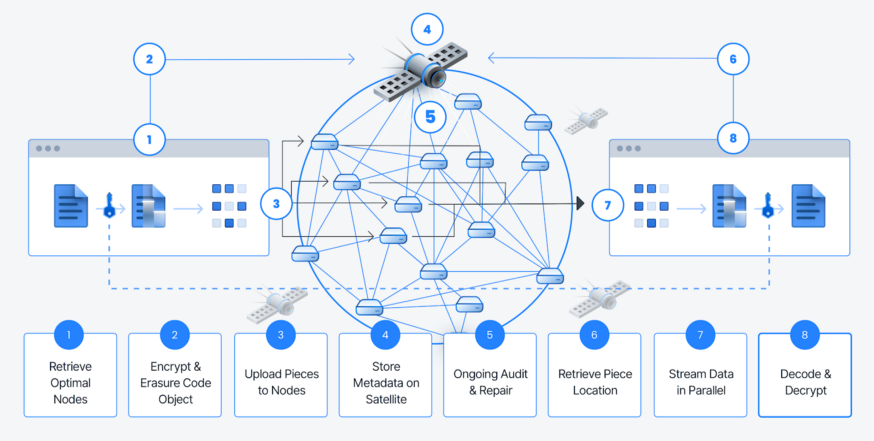 4
2
6
5
1
8
3
7
1
Retrieve
Optimal
Nodes
2
Encrypt &
Erasure Code
Object
3
Upload Pieces
to Nodes
4
Store
Metadata on
Satellite
5
Ongoing Audit
& Repair
6
Retrieve Piece
Location
7
Stream Data
in Parallel
8
Decode &
Decrypt